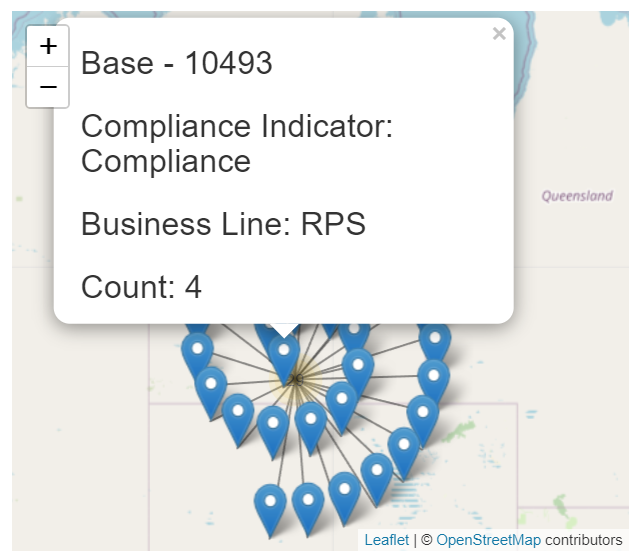 +
−
×
Base - 10493
Compliance Indicator:
Compliance
Business Line: RPS
Count: 4
Queensland
Leaflet | © OpenStreetMap contributors